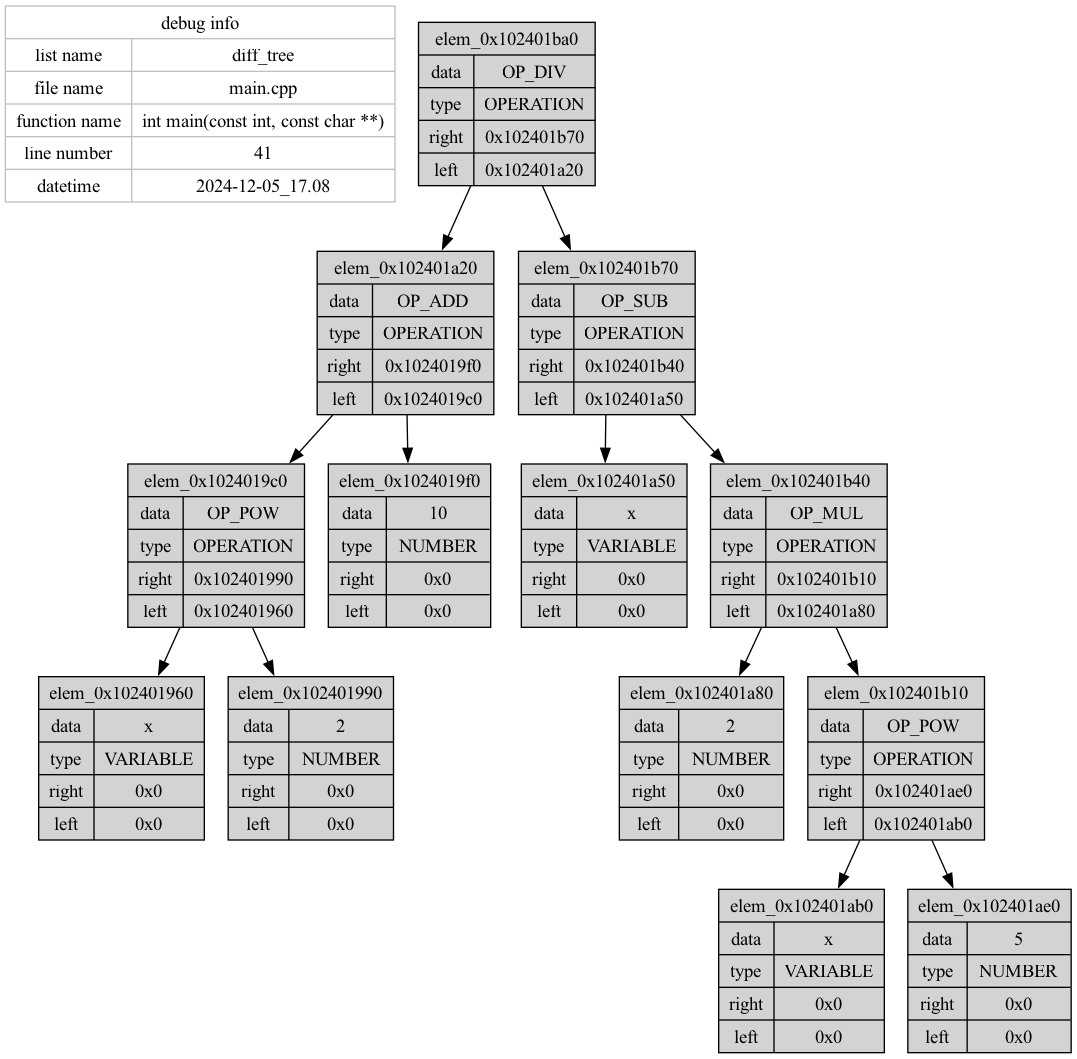 debug info
list name diff_tree
file name main.cpp
function name int main(const int, const char **)
line number 41
datetime 2024-12-05_17.08
elem_0x102401ba0
data OP_DIV
type OPERATION
right 0x102401b70
left 0x102401a20
elem_0x102401a20
data OP_ADD
type OPERATION
right 0x1024019f0
left 0x1024019c0
elem_0x102401b70
data OP_SUB
type OPERATION
right 0x102401b40
left 0x102401a50
elem_0x1024019c0
data OP_POW
type OPERATION
right 0x102401990
left 0x102401960
elem_0x1024019f0
data 10
type NUMBER
right 0x0
left 0x0
elem_0x102401a50
data x
type VARIABLE
right 0x0
left 0x0
elem_0x102401b40
data OP_MUL
type OPERATION
right 0x102401b10
left 0x102401a80
elem_0x102401960
data x
type VARIABLE
right 0x0
left 0x0
elem_0x102401990
data 2
type NUMBER
right 0x0
left 0x0
elem_0x102401a80
data 2
type NUMBER
right 0x0
left 0x0
elem_0x102401b10
data OP_POW
type OPERATION
right 0x102401ae0
left 0x102401ab0
elem_0x102401ab0
data x
type VARIABLE
right 0x0
left 0x0
elem_0x102401ae0
data 5
type NUMBER
right 0x0
left 0x0